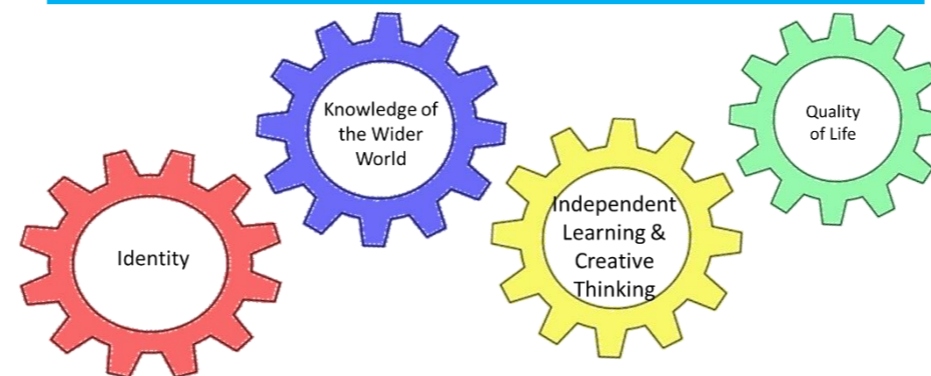 Identity
Knowledge of
the Wider
World
Independent
Learning &
Creative
Thinking
Quality
of Life